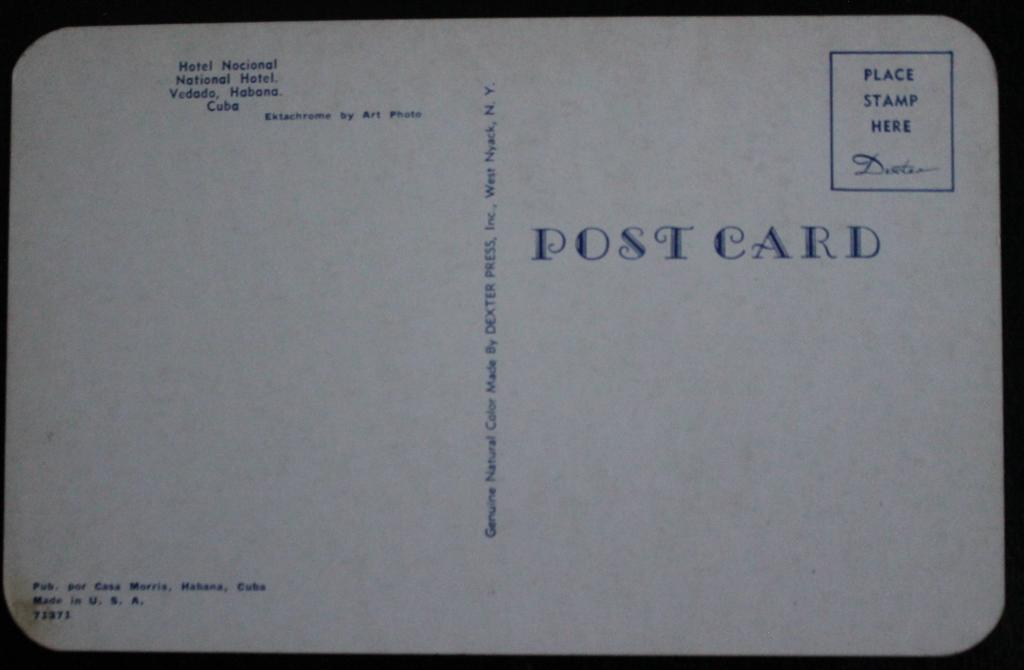 Hotel Nocional
National Hotel.
Vedado, Habana.
Cuba
Ektachrome by Art Photo
Genuine Natural Color Made By DEXTER PRESS, Inc., West Nyack, N. Y.
PLACE
STAMP
HERE
Dexter
POST CARD
Pub. por Casa Morris, Habana, Cuba
Made in U. S. A.
71371